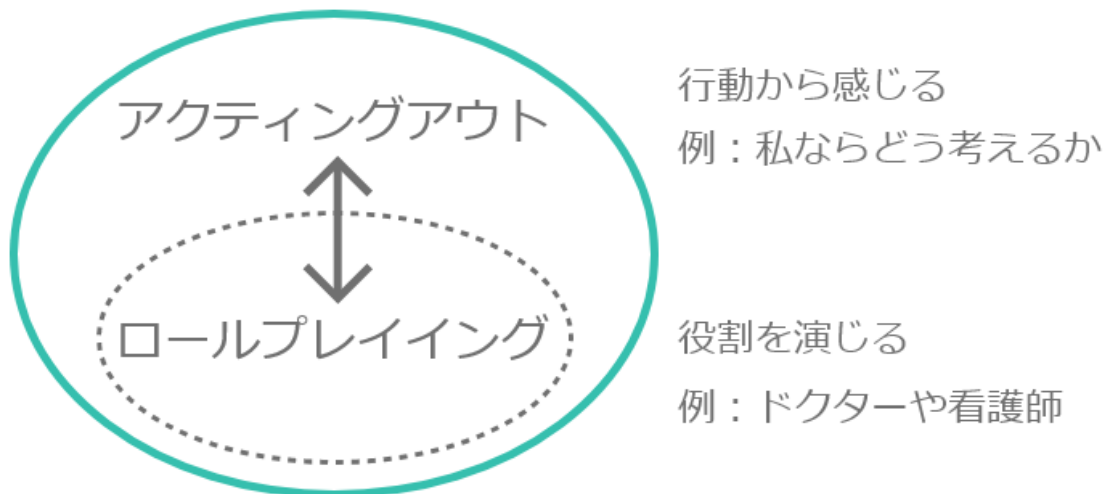 アクティングアウト
行動から感じる
例：私ならどう考えるか
ロールプレイイング
役割を演じる
例：ドクターや看護師